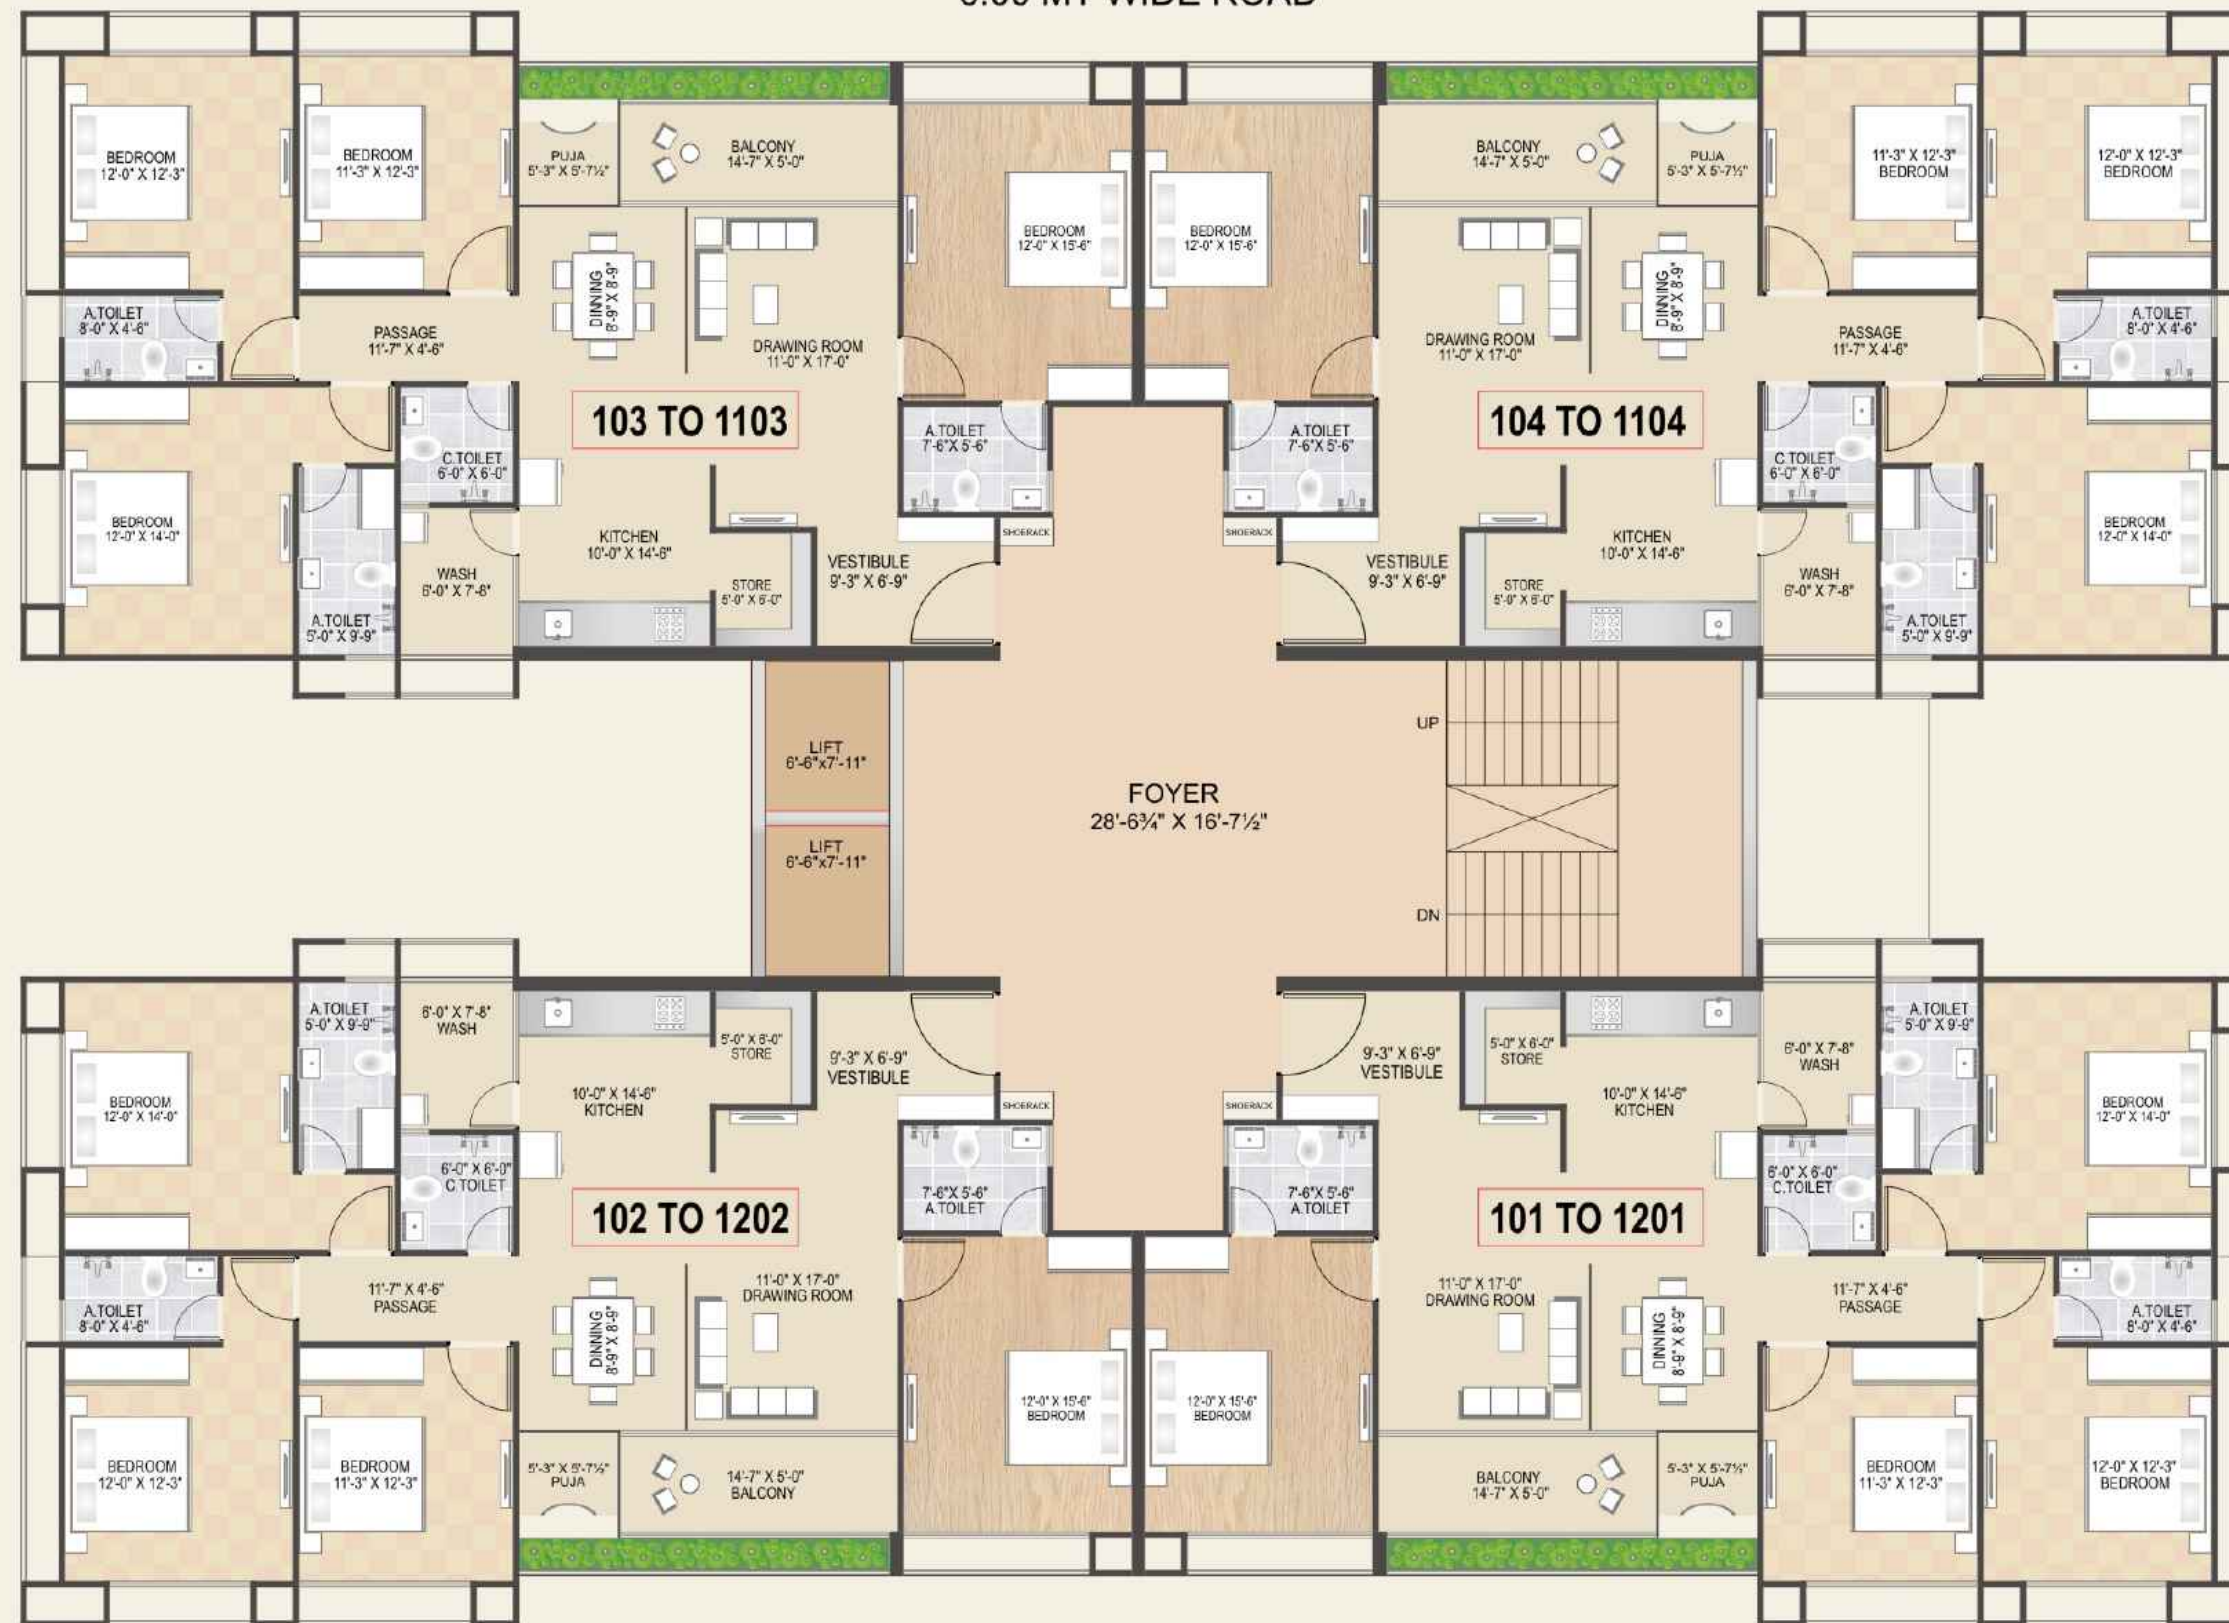 BEDROOM
12'-0" X 12'-3"
BEDROOM
11'-3" X 12'-3"
PUJA
5'-3" X 5'-7½"
BALCONY
14'-7" X 5'-0"
BEDROOM
12'-0" X 15'-6"
BEDROOM
12'-0" X 15'-6"
BALCONY
14'-7" X 5'-0"
PUJA
5'-3" X 5'-7½"
11'-3" X 12'-3"
BEDROOM
12'-0" X 12'-3"
BEDROOM
A.TOILET
8'-0" X 4'-6"
PASSAGE
11'-7" X 4'-6"
DINNING
8'-9" X 8'-9"
DRAWING ROOM
11'-0" X 17'-0"
DRAWING ROOM
11'-0" X 17'-0"
DINNING
8'-9" X 8'-9"
PASSAGE
11'-7" X 4'-6"
A.TOILET
8'-0" X 4'-6"
103 TO 1103
104 TO 1104
C.TOILET
6'-0" X 6'-0"
A.TOILET
7'-6"X 5'-6"
A.TOILET
7'-6"X 5'-6"
C.TOILET
6'-0" X 6'-0"
BEDROOM
12'-0" X 14'-0"
KITCHEN
10'-0" X 14'-6"
SHOERACK
SHOERACK
KITCHEN
10'-0" X 14'-6"
BEDROOM
12'-0" X 14'-0"
A.TOILET
5'-0" X 9'-9"
WASH
6'-0" X 7'-8"
STORE
5'-0" X 6'-0"
VESTIBULE
9'-3" X 6'-9"
VESTIBULE
9'-3" X 6'-9"
STORE
5'-0" X 6'-0"
WASH
6'-0" X 7'-8"
A.TOILET
5'-0" X 9'-9"
LIFT
6'-6"x7'-11"
LIFT
6'-6"x7'-11"
FOYER
28'-6¾" X 16'-7½"
UP
DN
A.TOILET
5'-0" X 9'-9"
6'-0" X 7'-8"
WASH
5'-0" X 6'-0"
STORE
9'-3" X 6'-9"
VESTIBULE
9'-3" X 6'-9"
VESTIBULE
5'-0" X 6'-0"
STORE
6'-0" X 7'-8"
WASH
A.TOILET
5'-0" X 9'-9"
BEDROOM
12'-0" X 14'-0"
10'-0" X 14'-6"
KITCHEN
SHOERACK
SHOERACK
10'-0" X 14'-6"
KITCHEN
BEDROOM
12'-0" X 14'-0"
6'-0" X 6'-0"
C.TOILET
7'-6"X 5'-6"
A.TOILET
7'-6"X 5'-6"
A.TOILET
6'-0" X 6'-0"
C.TOILET
102 TO 1202
101 TO 1201
A.TOILET
8'-0" X 4'-6"
11'-7" X 4'-6"
PASSAGE
DINNING
8'-9" X 8'-9"
11'-0" X 17'-0"
DRAWING ROOM
11'-0" X 17'-0"
DRAWING ROOM
DINNING
8'-9" X 8'-9"
11'-7" X 4'-6"
PASSAGE
A.TOILET
8'-0" X 4'-6"
12'-0" X 15'-6"
BEDROOM
12'-0" X 15'-6"
BEDROOM
BEDROOM
12'-0" X 12'-3"
BEDROOM
11'-3" X 12'-3"
5'-3" X 5'-7½"
PUJA
14'-7" X 5'-0"
BALCONY
BALCONY
14'-7" X 5'-0"
5'-3" X 5'-7½"
PUJA
BEDROOM
11'-3" X 12'-3"
12'-0" X 12'-3"
BEDROOM